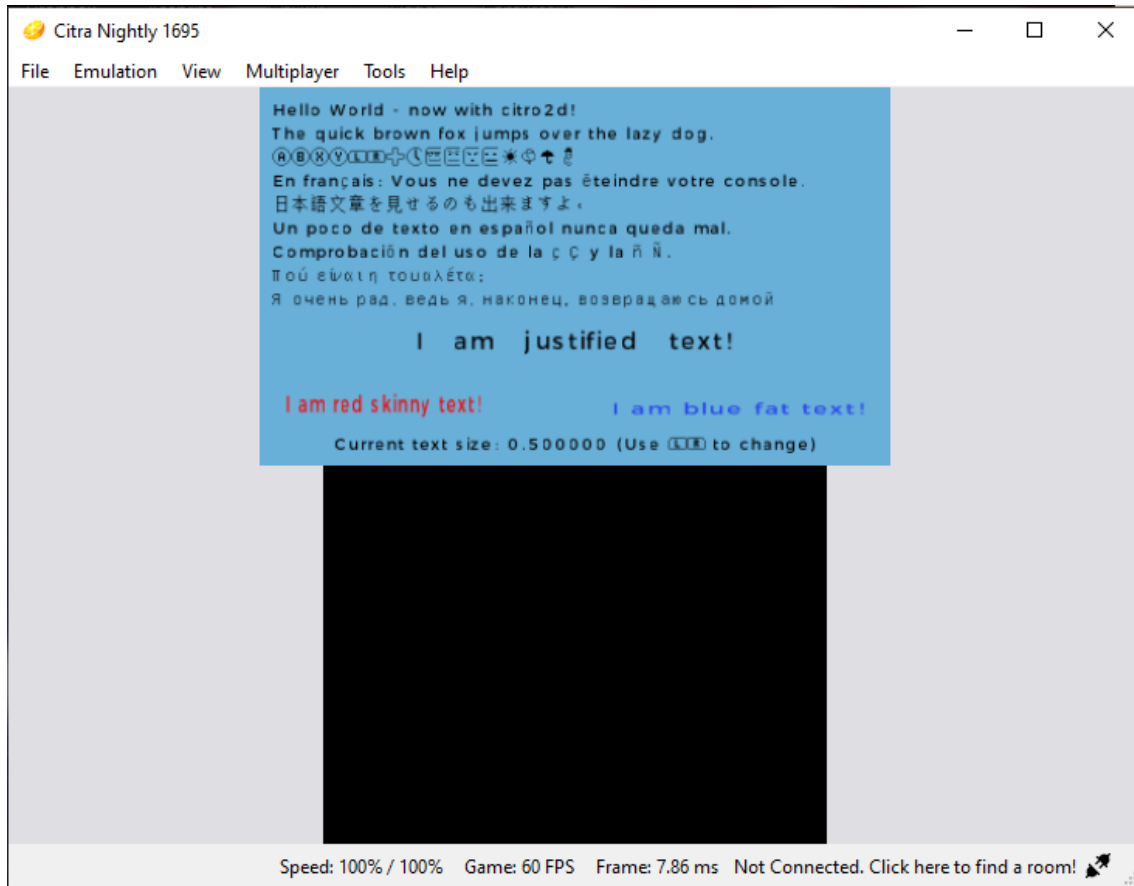 Citra Nightly 1695
File Emulation View Multiplayer Tools Help
Hello World - now with citro2d!
The quick brown fox jumps over the lazy dog.
ⒶⒷⓍⓎ
En français: Vous ne devez pas éteindre votre console.
日本語文章を見せるのも出来ますよ。
Un poco de texto en español nunca queda mal.
Comprobación del uso de la ç Ç y la ñ Ñ.
Πού είναι η τουαλέτα;
Я очень рад, ведь я, наконец, возвращаюсь домой
I am justified text!
I am red skinny text!
I am blue fat text!
Current text size: 0.500000 (Use L R to change)
Speed: 100% / 100% Game: 60 FPS Frame: 7.86 ms Not Connected. Click here to find a room!